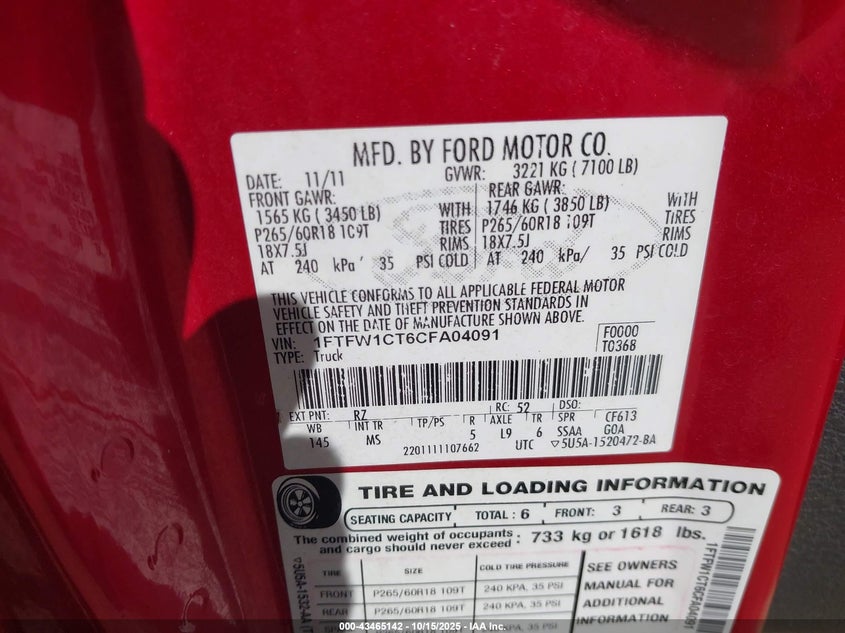 MFD. BY FORD MOTOR CO.
DATE: 11/11 GVWR: 3221 KG ( 7100 LB)
FRONT GAWR: REAR GAWR:
1565 KG ( 3450 LB) WITH 1746 KG ( 3850 LB) WITH
P265/60R18 109T TIRES P265/60R18 109T TIRES
18X7.5J RIMS 18X7.5J RIMS
AT 240 kPa/ 35 PSI COLD AT 240 kPa/ 35 PSI COLD
THIS VEHICLE CONFORMS TO ALL APPLICABLE FEDERAL MOTOR
VEHICLE SAFETY AND THEFT PREVENTION STANDARDS IN
EFFECT ON THE DATE OF MANUFACTURE SHOWN ABOVE.
VIN: 1FTFW1CT6CFA04091 F0000
TYPE: Truck T0368
EXT PNT: RZ RC: 52 DSO:
WB INT TR TP/PS R AXLE TR SPR CF613
145 MS 5 L9 6 SSAA GOA
2201111107662 UTC ▽5U5A-1520472-BA
TIRE AND LOADING INFORMATION
SEATING CAPACITY TOTAL : 6 FRONT: 3 REAR: 3
The combined weight of occupants and cargo should never exceed : 733 kg or 1618 lbs.
TIRE SIZE COLD TIRE PRESSURE
FRONT P265/60R18 109T 240 KPA, 35 PSI
REAR P265/60R18 109T 240 KPA, 35 PSI
SEE OWNERS
MANUAL FOR
ADDITIONAL
INFORMATION
▽5U5A-1532-AA
1FTFW1CT6CFA04091
000-43465142 - 10/15/2025 - IAA